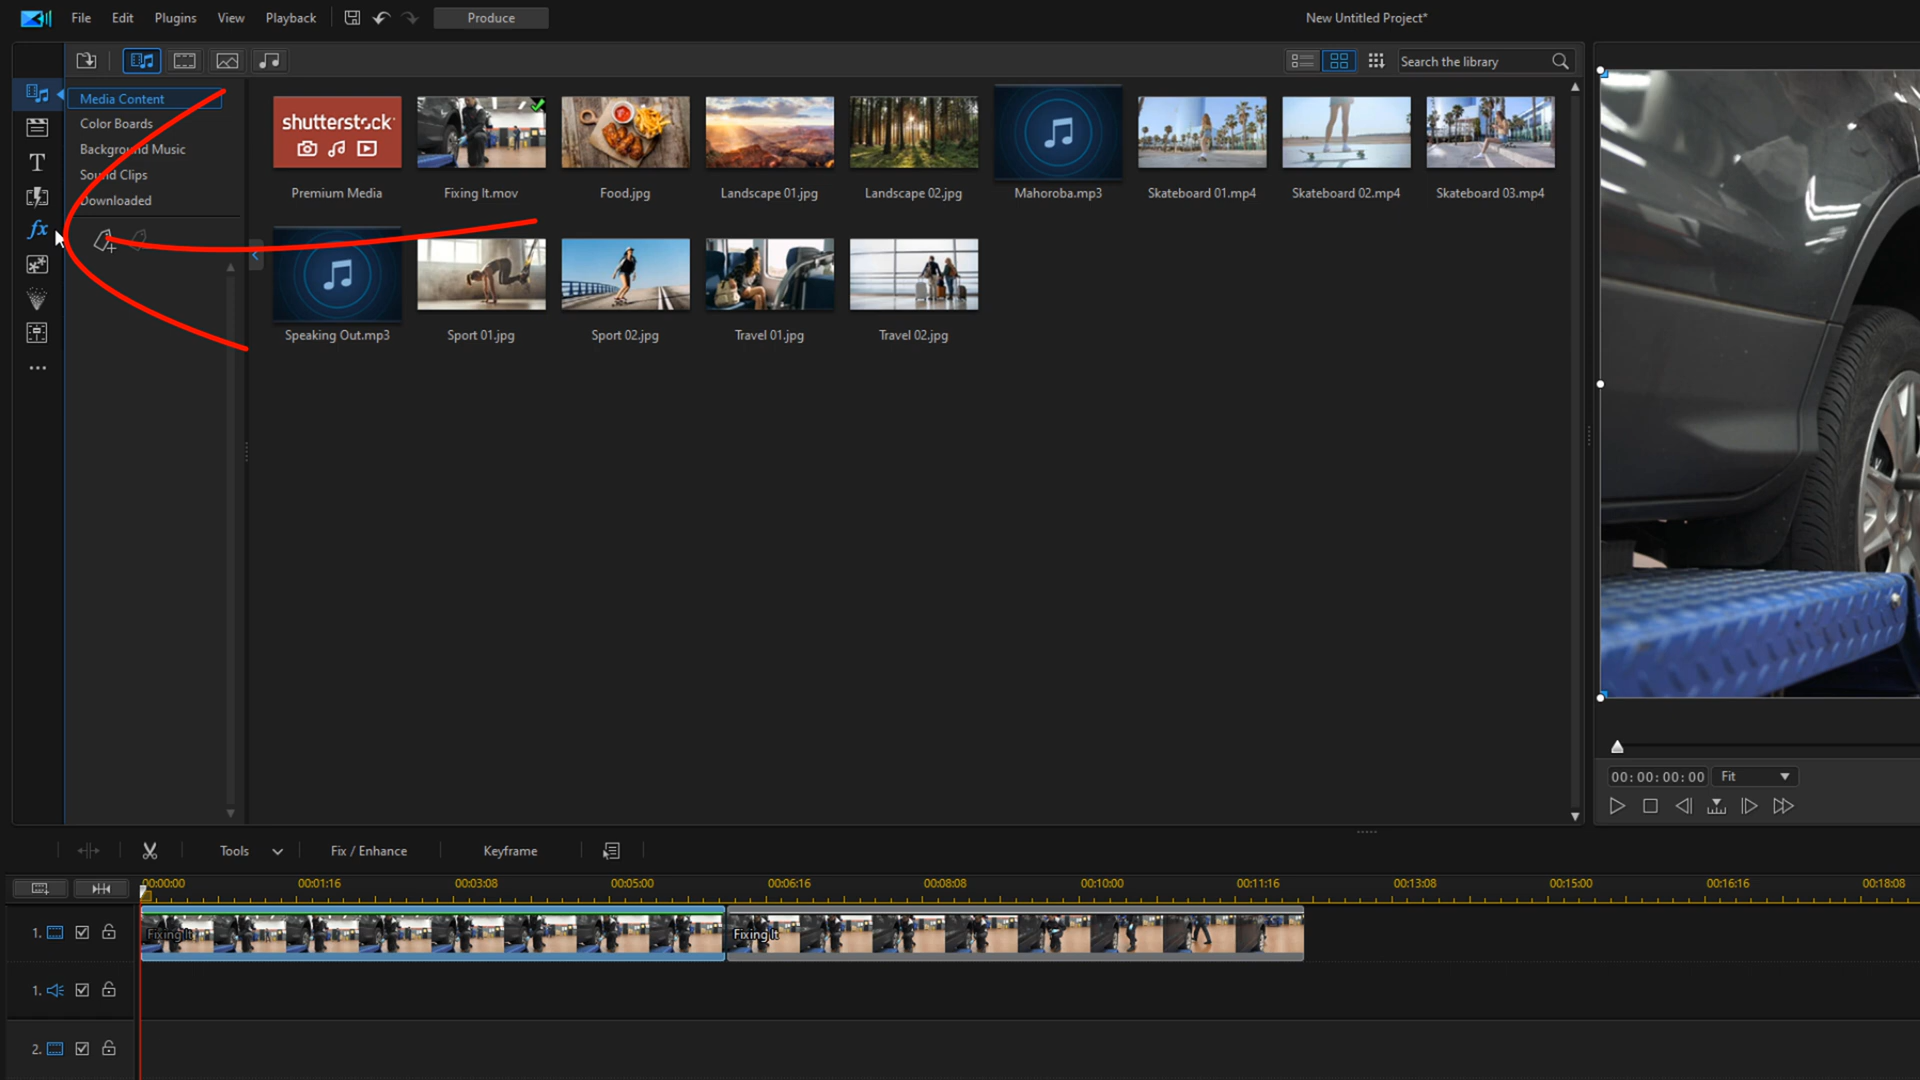 File Edit Plugins View Playback Produce New Untitled Project*
Search the library
Media Content
Color Boards
Background Music
Sound Clips
Downloaded
shutterstock
Premium Media Fixing It.mov Food.jpg Landscape 01.jpg Landscape 02.jpg Mahoroba.mp3 Skateboard 01.mp4 Skateboard 02.mp4 Skateboard 03.mp4
T
fx
Speaking Out.mp3 Sport 01.jpg Sport 02.jpg Travel 01.jpg Travel 02.jpg
00:00:00:00 Fit
Tools Fix / Enhance Keyframe
00:00:00 00:01:16 00:03:08 00:05:00 00:06:16 00:08:08 00:10:00 00:11:16 00:13:08 00:15:00 00:16:16 00:18:08
1. Fixing It Fixing It
1.
2.